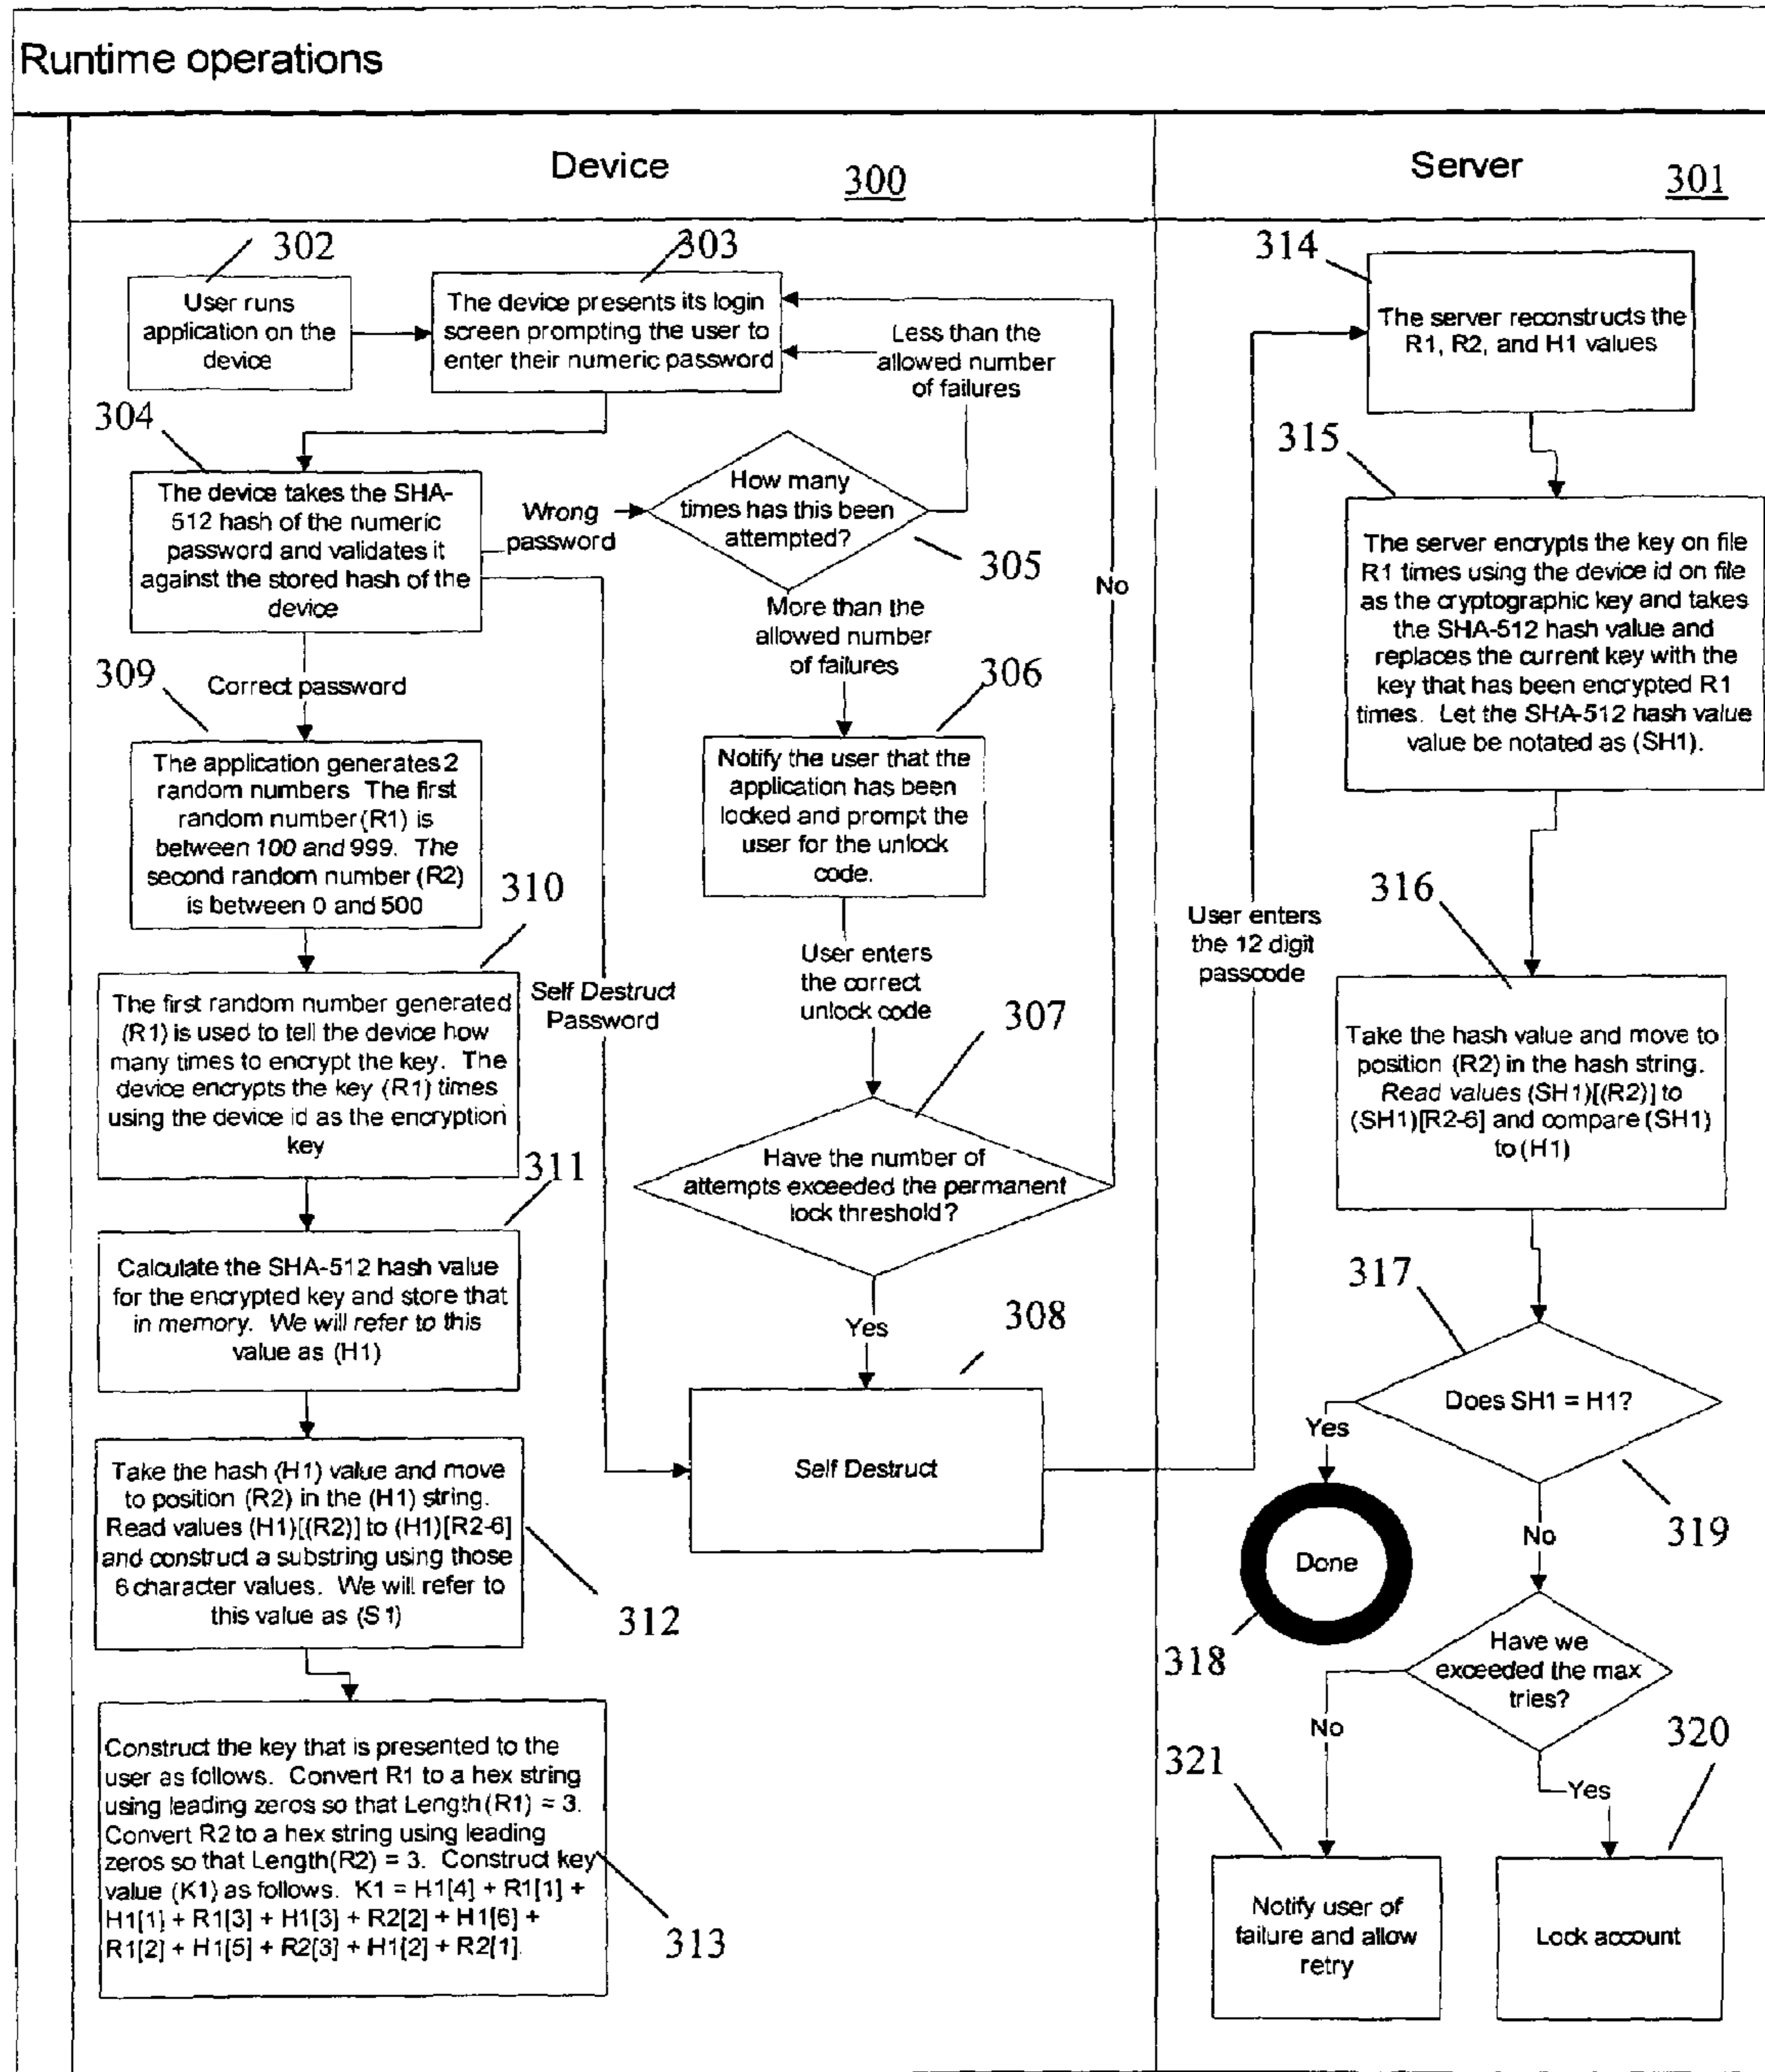 Runtime operations
Device
300
Server
301
302
User runs
application on the
device
303
The device presents its login
screen prompting the user to
enter their numeric password
Less than the
allowed number
of failures
304
The device takes the SHA-
512 hash of the numeric
password and validates it
against the stored hash of the
device
Wrong
password
How many
times has this been
attempted?
305
No
More than the
allowed number
of failures
306
Notify the user that the
application has been
locked and prompt the
user for the unlock
code.
User enters
the correct
unlock code
307
Have the number of
attempts exceeded the permanent
lock threshold?
Yes
308
Self Destruct
Self Destruct
Password
309
Correct password
The application generates 2
random numbers The first
random number (R1) is
between 100 and 999. The
second random number (R2)
is between 0 and 500
310
The first random number generated
(R1) is used to tell the device how
many times to encrypt the key. The
device encrypts the key (R1) times
using the device id as the encryption
key
311
Calculate the SHA-512 hash value
for the encrypted key and store that
in memory. We will refer to this
value as (H1)
Take the hash (H1) value and move
to position (R2) in the (H1) string.
Read values (H1)[(R2)] to (H1)[R2-6]
and construct a substring using those
6 character values. We will refer to
this value as (S1)
312
Construct the key that is presented to the
user as follows. Convert R1 to a hex string
using leading zeros so that Length(R1) = 3.
Convert R2 to a hex string using leading
zeros so that Length(R2) = 3. Construct key
value (K1) as follows. K1 = H1[4] + R1[1] +
H1[1] + R1[3] + H1[3] + R2[2] + H1[6] +
R1[2] + H1[5] + R2[3] + H1[2] + R2[1].
313
User enters
the 12 digit
passcode
314
The server reconstructs the
R1, R2, and H1 values
315
The server encrypts the key on file
R1 times using the device id on file
as the cryptographic key and takes
the SHA-512 hash value and
replaces the current key with the
key that has been encrypted R1
times. Let the SHA-512 hash value
value be notated as (SH1).
316
Take the hash value and move to
position (R2) in the hash string.
Read values (SH1)[(R2)] to
(SH1)[R2-6] and compare (SH1)
to (H1)
317
Does SH1 = H1?
Yes
319
No
Done
318
Have we
exceeded the max
tries?
No
320
321
Yes
Notify user of
failure and allow
retry
Lock account